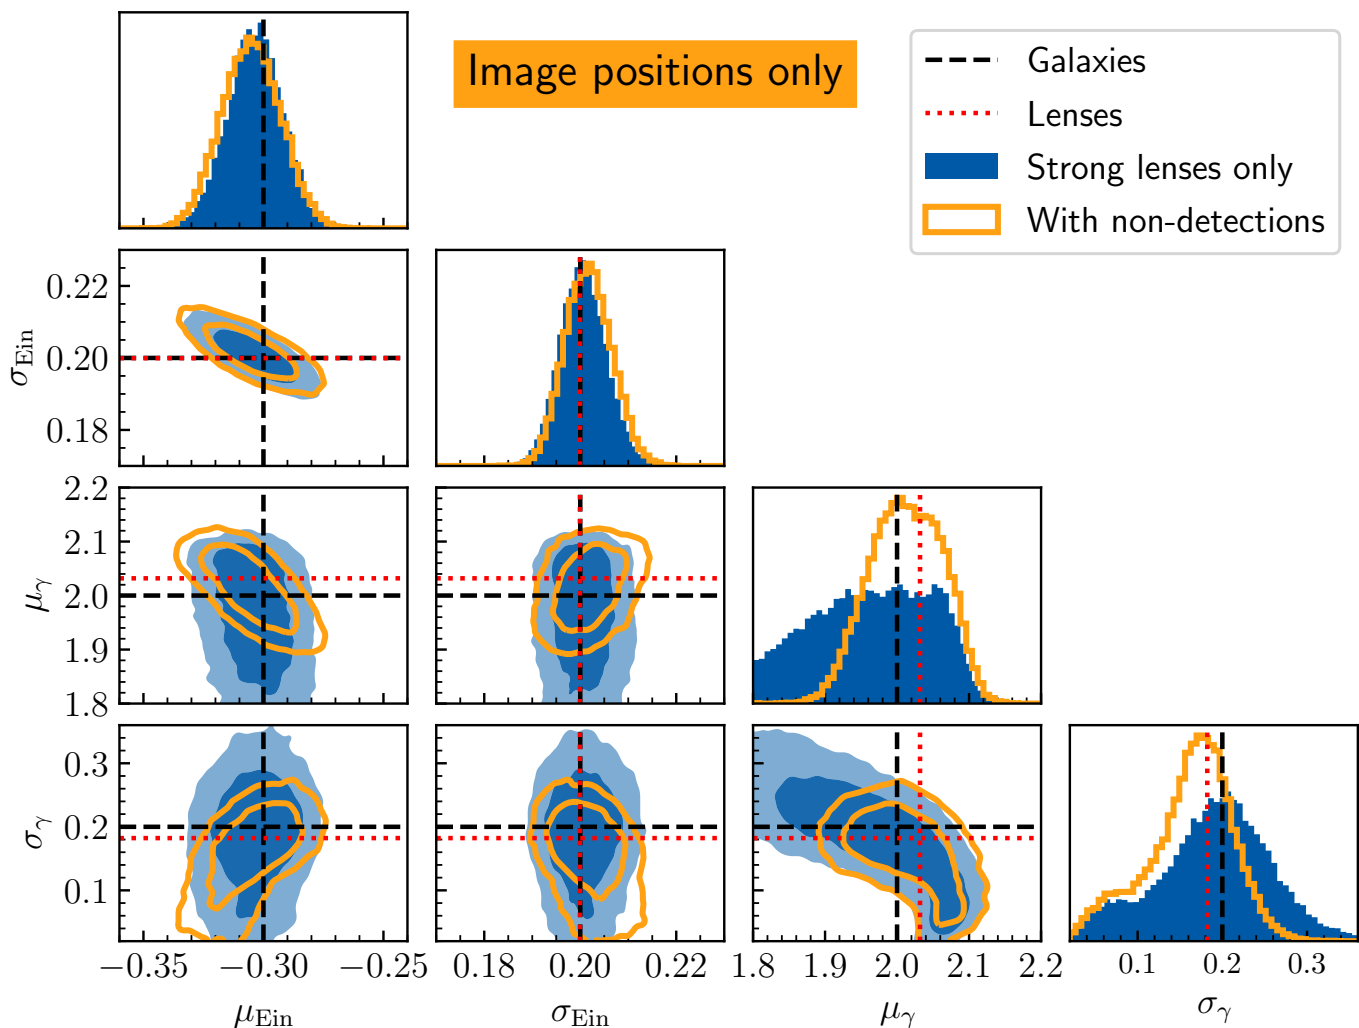 Image positions only
Galaxies
Lenses
Strong lenses only
With non-detections
σ_Ein
0.22
0.20
0.18
μ_γ
2.2
2.1
2.0
1.9
1.8
σ_γ
0.3
0.2
0.1
−0.35 −0.30 −0.25
0.18 0.20 0.22
1.8 1.9 2.0 2.1 2.2
0.1 0.2 0.3
μ_Ein
σ_Ein
μ_γ
σ_γ